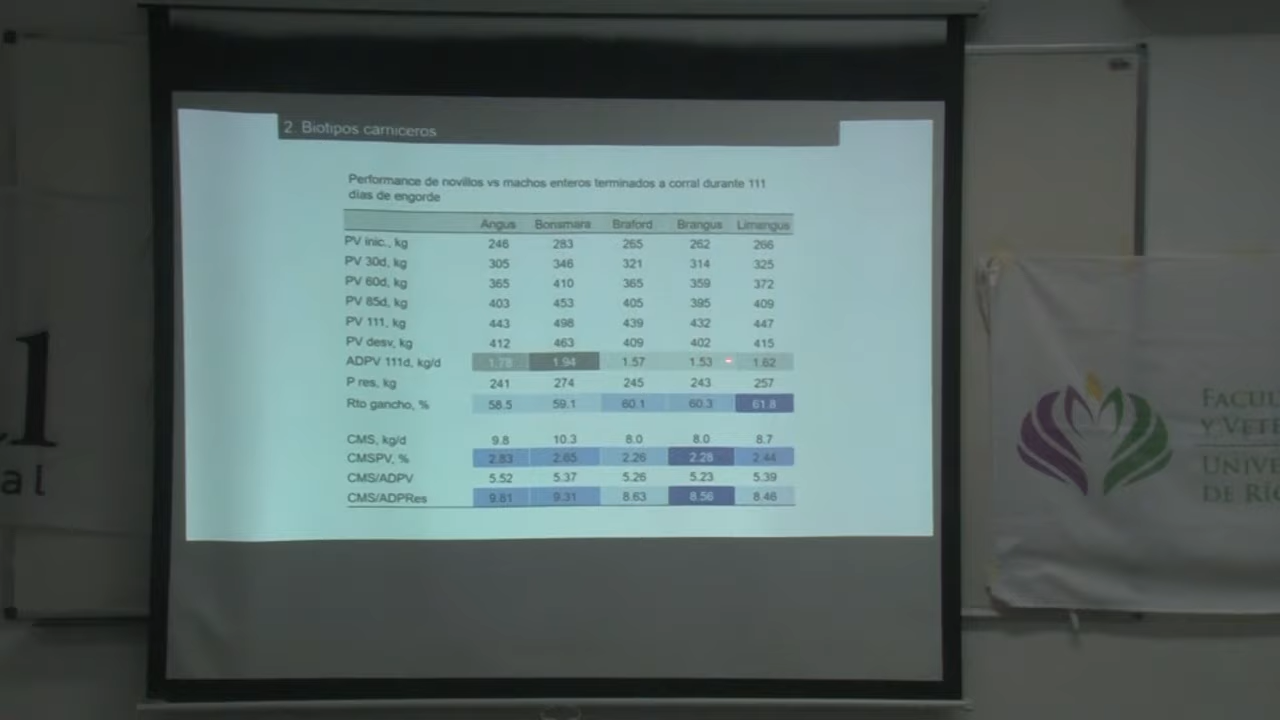 2. Biotipos carniceros
Performance de novillos vs machos enteros terminados a corral durante 111
días de engorde
Angus Bonsmara Braford Brangus Limangus
PV inic., kg 246 283 265 262 266
PV 30d, kg 305 346 321 314 325
PV 60d, kg 365 410 365 359 372
PV 85d, kg 403 453 405 395 409
PV 111, kg 443 498 439 432 447
PV desv, kg 412 463 409 402 415
ADPV 111d, kg/d 1.78 1.94 1.57 1.53 1.62
P res, kg 241 274 245 243 257
Rto gancho, % 58.5 59.1 60.1 60.3 61.8
CMS, kg/d 9.8 10.3 8.0 8.0 8.7
CMSPV, % 2.83 2.65 2.26 2.28 2.44
CMS/ADPV 5.52 5.37 5.26 5.23 5.39
CMS/ADPRes 9.81 9.31 8.63 8.56 8.46
al
FACUL
Y VETE
UNIVE
DE RÍO